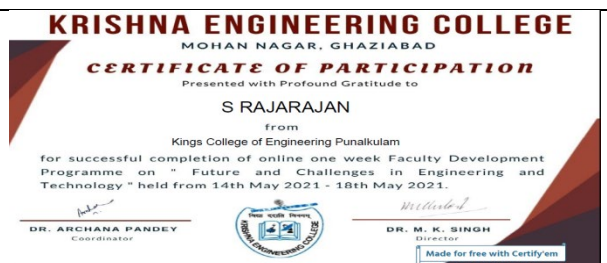 KRISHNA ENGINEERING COLLEGE
MOHAN NAGAR, GHAZIABAD
CERTIFICATE OF PARTICIPATION
Presented with Profound Gratitude to
S RAJARAJAN
from
Kings College of Engineering Punalkulam
for successful completion of online one week Faculty Development
Programme on " Future and Challenges in Engineering and
Technology " held from 14th May 2021 - 18th May 2021.
DR. ARCHANA PANDEY
Coordinator
KRISHNA ENGINEERING COLLEGE
DR. M. K. SINGH
Director
Made for free with Certify'em